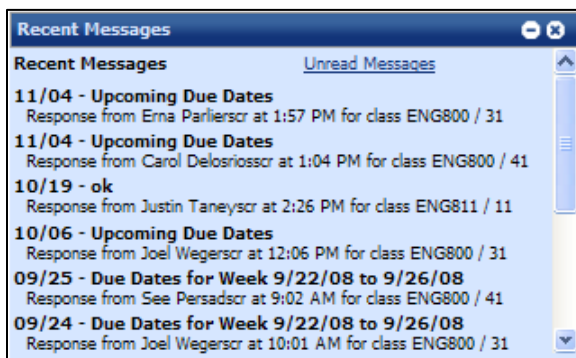 Recent Messages
Recent Messages Unread Messages
11/04 - Upcoming Due Dates
Response from Erna Parlierscr at 1:57 PM for class ENG800 / 31
11/04 - Upcoming Due Dates
Response from Carol Delosriosscr at 1:04 PM for class ENG800 / 41
10/19 - ok
Response from Justin Taneyscr at 2:26 PM for class ENG811 / 11
10/06 - Upcoming Due Dates
Response from Joel Wegerscr at 12:06 PM for class ENG800 / 31
09/25 - Due Dates for Week 9/22/08 to 9/26/08
Response from See Persadscr at 9:02 AM for class ENG800 / 41
09/24 - Due Dates for Week 9/22/08 to 9/26/08
Response from Joel Wegerscr at 10:01 AM for class ENG800 / 31